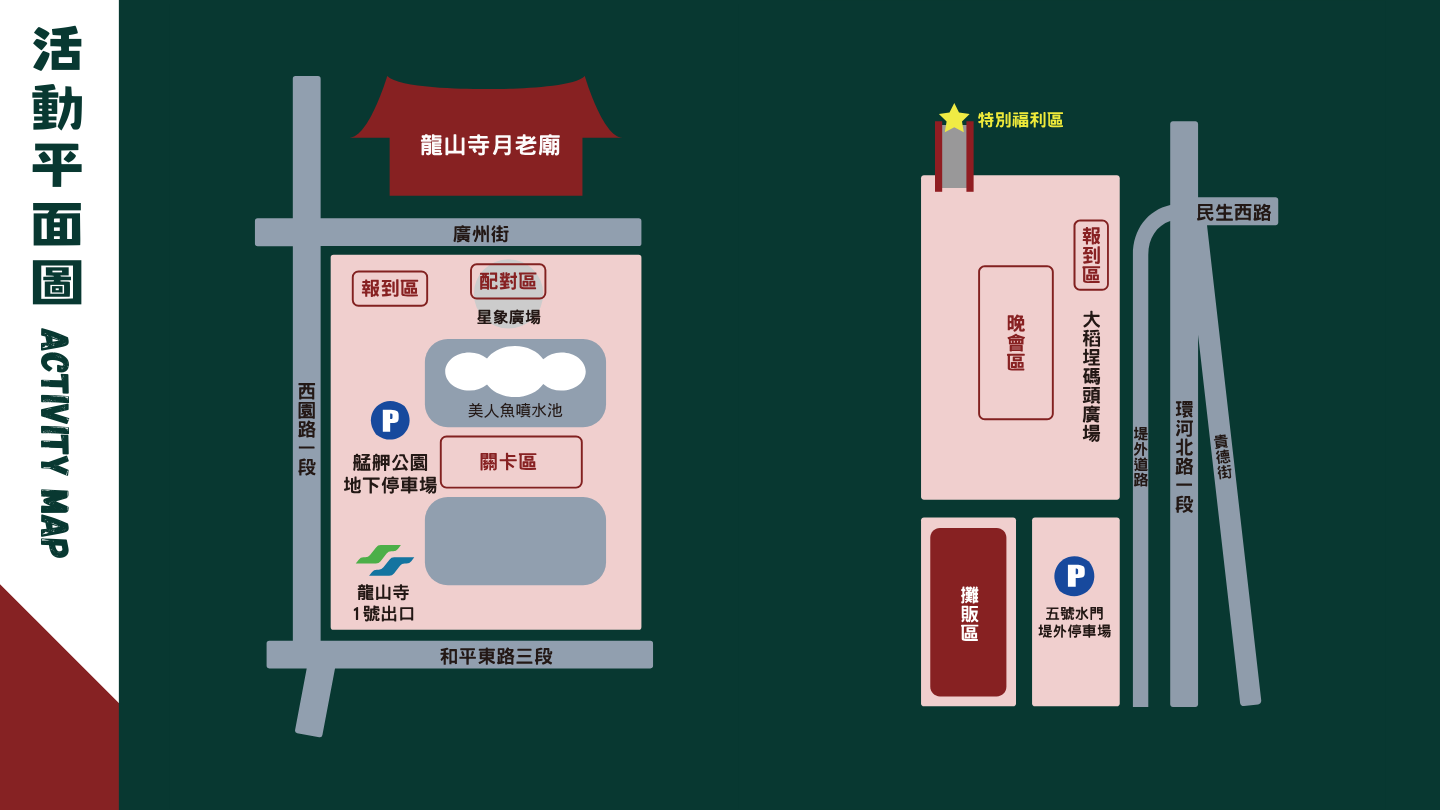 活動平面圖
ACTIVITY MAP
龍山寺月老廟
廣州街
報到區
配對區
星象廣場
美人魚噴水池
西園路一段
P
艋舺公園
地下停車場
關卡區
龍山寺
1號出口
和平東路三段
特別福利區
民生西路
報到區
晚會區
大稻埕碼頭廣場
環河北路一段
堤外道路
貴德街
攤販區
P
五號水門
堤外停車場